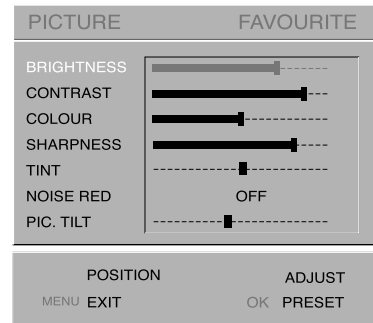 PICTURE FAVOURITE
BRIGHTNESS
CONTRAST
COLOUR
SHARPNESS
TINT
NOISE RED OFF
PIC. TILT
POSITION ADJUST
MENU EXIT OK PRESET